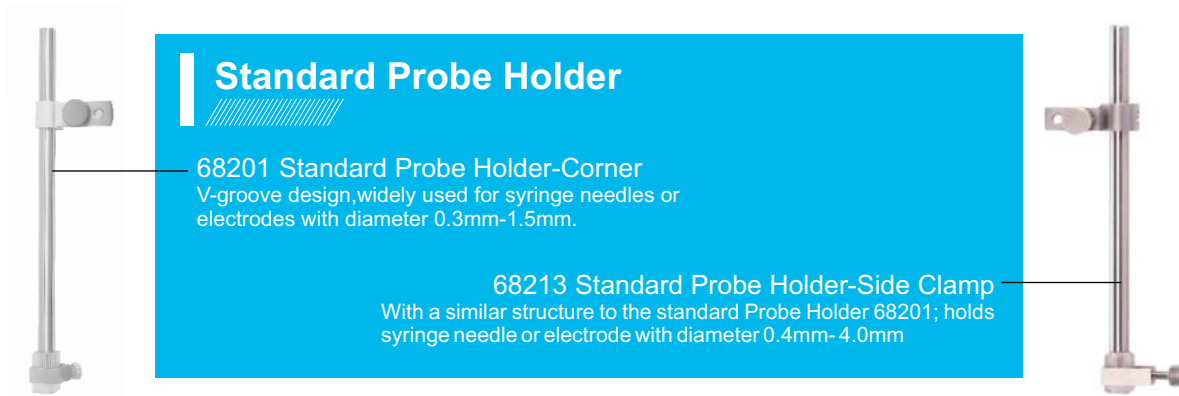 Standard Probe Holder
68201 Standard Probe Holder-Corner
V-groove design,widely used for syringe needles or
electrodes with diameter 0.3mm-1.5mm.
68213 Standard Probe Holder-Side Clamp
With a similar structure to the standard Probe Holder 68201; holds
syringe needle or electrode with diameter 0.4mm- 4.0mm